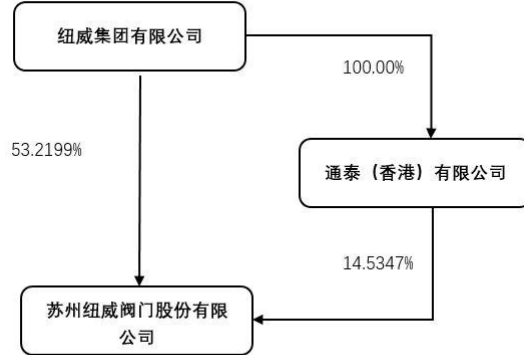 纽威集团有限公司
100.00%
53.2199%
通泰（香港）有限公司
14.5347%
苏州纽威阀门股份有限
公司